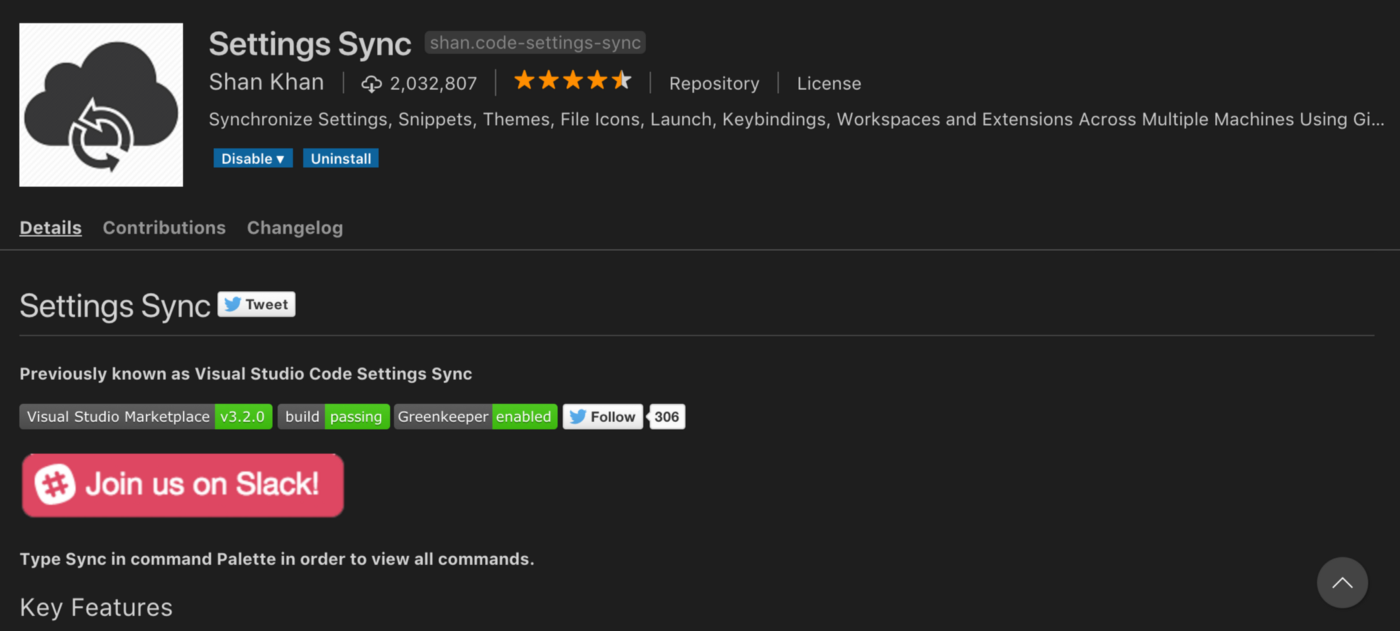 Settings Sync shan.code-settings-sync
Shan Khan 2,032,807 Repository License
Synchronize Settings, Snippets, Themes, File Icons, Launch, Keybindings, Workspaces and Extensions Across Multiple Machines Using Gi...
Disable ▾ Uninstall
Details Contributions Changelog
Settings Sync Tweet
Previously known as Visual Studio Code Settings Sync
Visual Studio Marketplace v3.2.0 build passing Greenkeeper enabled Follow 306
Join us on Slack!
Type Sync in command Palette in order to view all commands.
Key Features